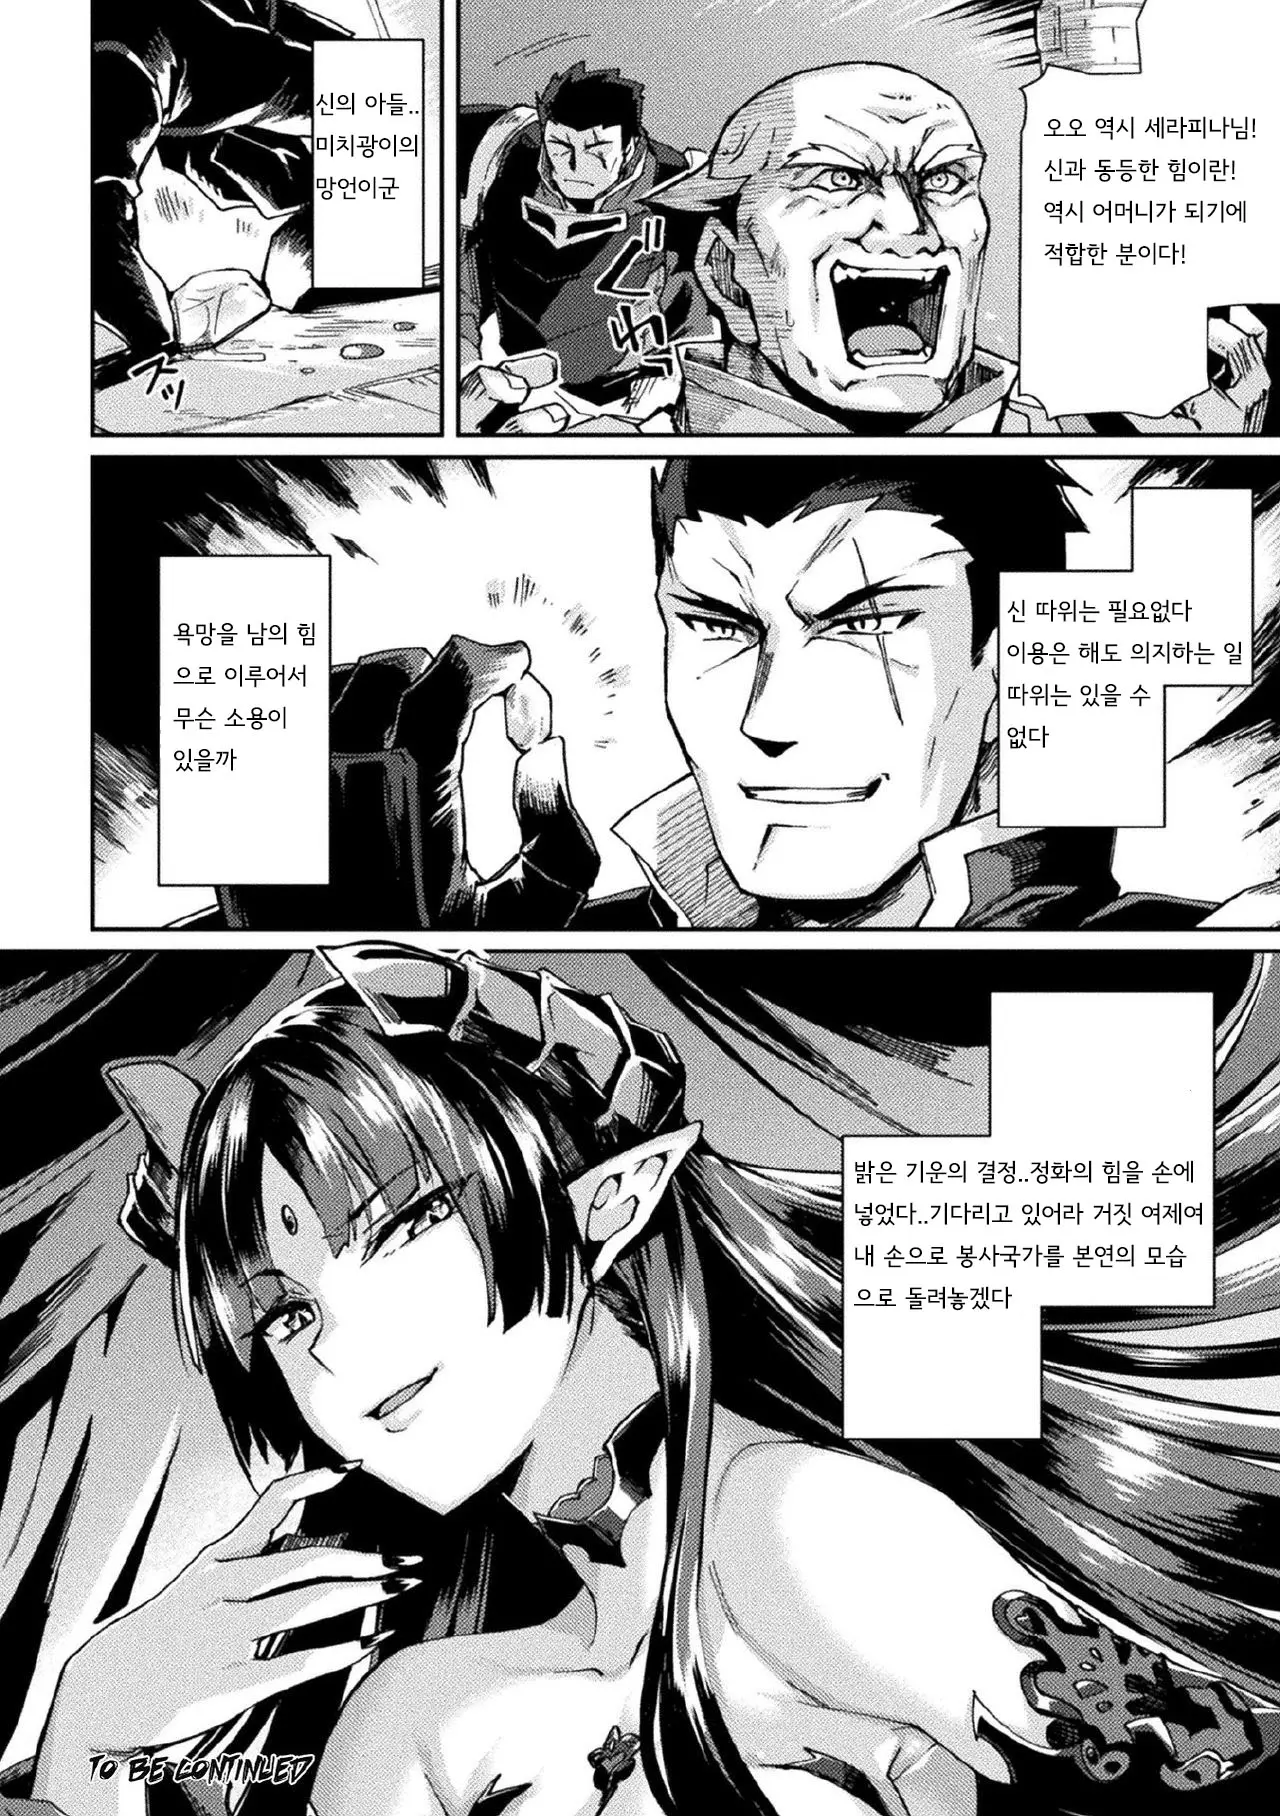 오오 역시 세라피나님!
신과 동등한 힘이란!
역시 어머니가 되기에
적합한 분이다!
ざわ
신의 아들..
미치광이의
망언이군
ズッ
신 따위는 필요없다
이용은 해도 의지하는 일
따위는 있을 수
없다
욕망을 남의 힘
으로 이루어서
무슨 소용이
있을까
밝은 기운의 결정..정화의 힘을 손에
넣었다..기다리고 있어라 거짓 여제여
내 손으로 봉사국가를 본연의 모습
으로 돌려놓겠다
TO BE CONTINUED